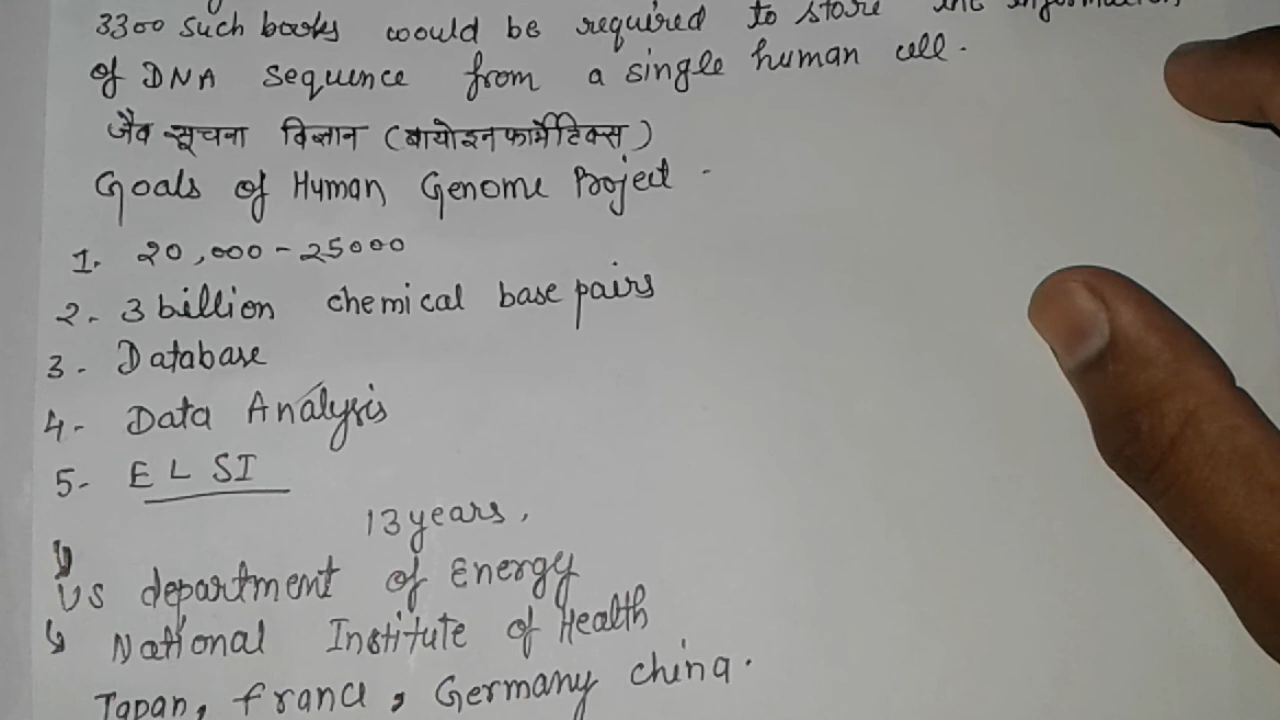 3300 such books would be required to store the information
of DNA sequence from a single human cell.
जैव सूचना विज्ञान (बायोइनफार्मेटिक्स)
Goals of Human Genome Project.
1. 20,000-25000
2. 3 billion chemical base pairs
3. Database
4- Data Analysis
5- ELSI
13 years,
US department of Energy
National Institute of Health
Japan, france, Germany china.